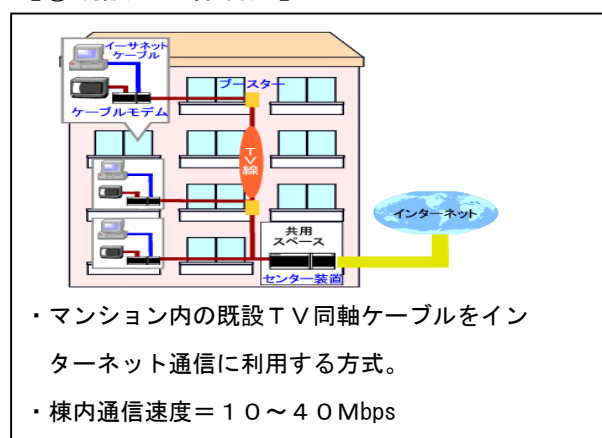 イーサネット
ケーブル
ブースター
ケーブルモデム
TV線
インターネット
共用
スペース
センター装置
・マンション内の既設ＴＶ同軸ケーブルをイン
ターネット通信に利用する方式。
・棟内通信速度＝１０～４０Mbps